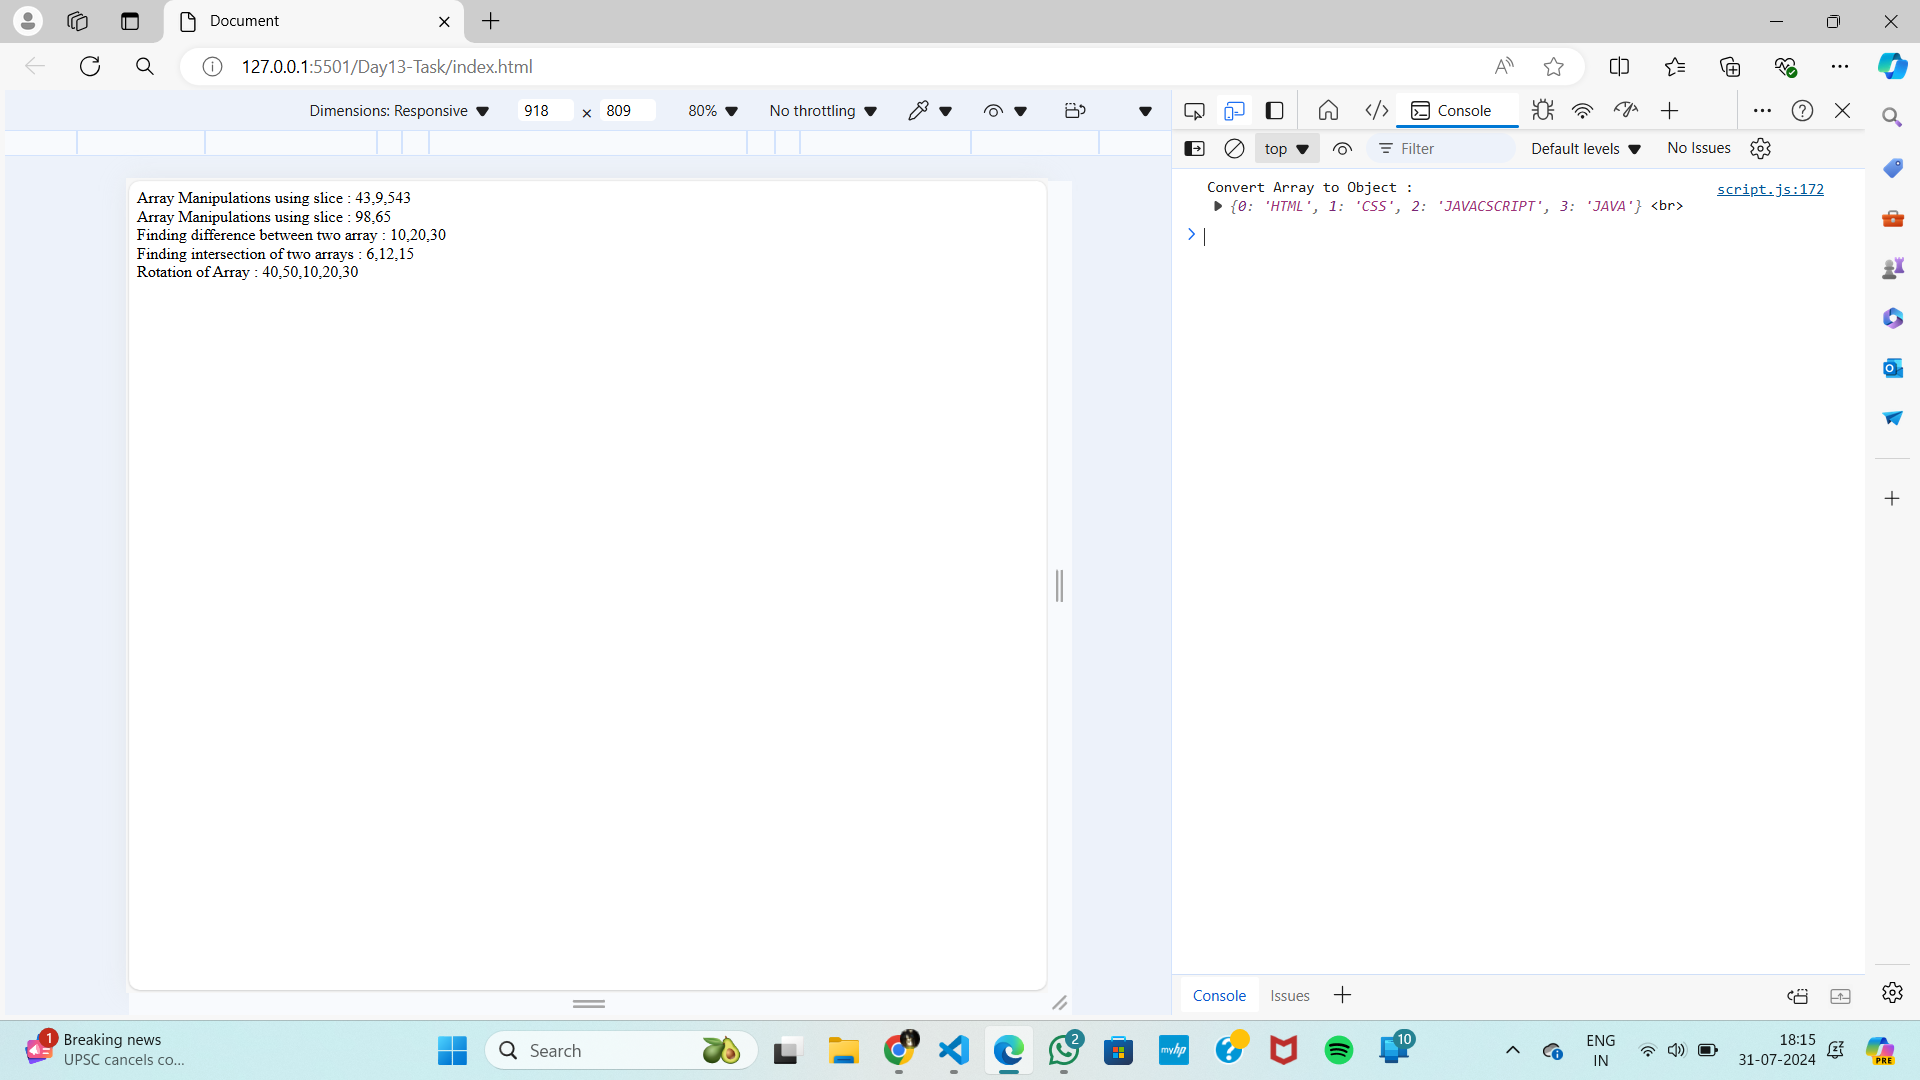 Document
127.0.0.1:5501/Day13-Task/index.html
Dimensions: Responsive 918 × 809 80% No throttling
Console
top Filter Default levels No Issues
Array Manipulations using slice : 43,9,543
Array Manipulations using slice : 98,65
Finding difference between two array : 10,20,30
Finding intersection of two arrays : 6,12,15
Rotation of Array : 40,50,10,20,30
Convert Array to Object : script.js:172
{0: 'HTML', 1: 'CSS', 2: 'JAVACSCRIPT', 3: 'JAVA'} <br>
Console Issues
1 Breaking news
UPSC cancels co...
Search
myhp
2
10
ENG
IN
18:15
31-07-2024
PRE